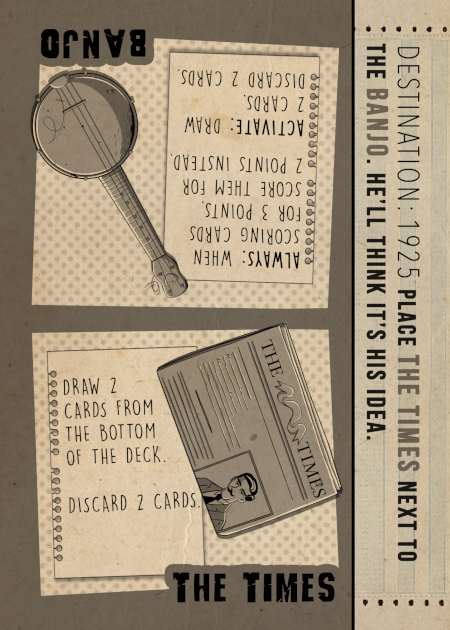 BANJO
ALWAYS: WHEN
SCORING CARDS
FOR 3 POINTS,
SCORE THEM FOR
2 POINTS INSTEAD.
ACTIVATE: DRAW
2 CARDS.
DISCARD 2 CARDS.
THE
TIMES
DRAW 2
CARDS FROM
THE BOTTOM
OF THE DECK.
DISCARD 2 CARDS.
THE TIMES
DESTINATION: 1925 PLACE THE TIMES NEXT TO
THE BANJO. HE'LL THINK IT'S HIS IDEA.